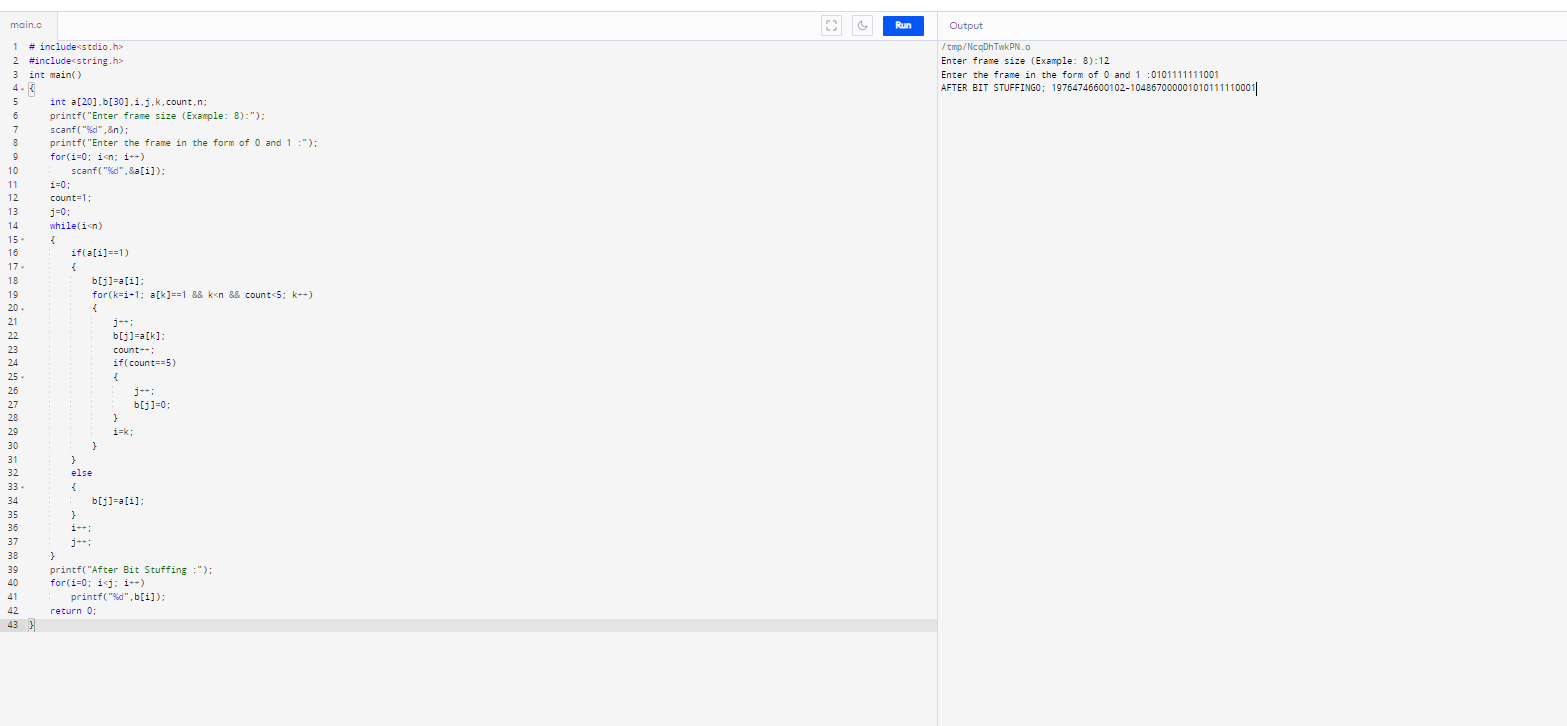 main.c
Run
Output
1 # include<stdio.h>
2 #include<string.h>
3 int main()
4 {
5 int a[20],b[30],i,j,k,count,n;
6 printf("Enter frame size (Example: 8):");
7 scanf("%d",&n);
8 printf("Enter the frame in the form of 0 and 1 :");
9 for(i=0; i<n; i++)
10 scanf("%d",&a[i]);
11 i=0;
12 count=1;
13 j=0;
14 while(i<n)
15 {
16 if(a[i]==1)
17 {
18 b[j]=a[i];
19 for(k=i+1; a[k]==1 && k<n && count<5; k++)
20 {
21 j++;
22 b[j]=a[k];
23 count++;
24 if(count==5)
25 {
26 j++;
27 b[j]=0;
28 }
29 i=k;
30 }
31 }
32 else
33 {
34 b[j]=a[i];
35 }
36 i++;
37 j++;
38 }
39 printf("After Bit Stuffing :");
40 for(i=0; i<j; i++)
41 printf("%d",b[i]);
42 return 0;
43 }
/tmp/NcqDhTwkPN.o
Enter frame size (Example: 8):12
Enter the frame in the form of 0 and 1 :0101111111001
AFTER BIT STUFFING0; 19764746600102-104867000001010111110001